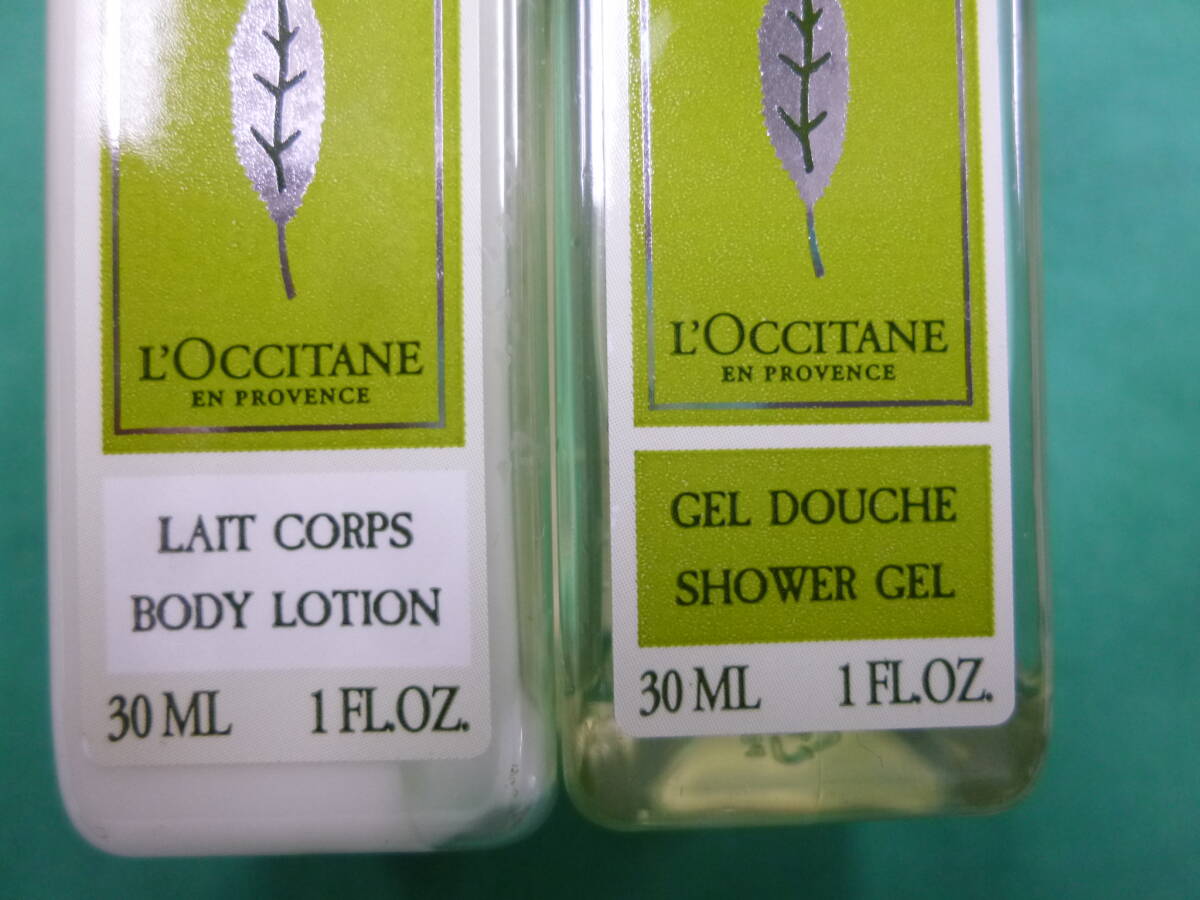 L'OCCITANE
EN PROVENCE
LAIT CORPS
BODY LOTION
30 ML 1 FL.OZ.
L'OCCITANE
EN PROVENCE
GEL DOUCHE
SHOWER GEL
30 ML 1 FL.OZ.